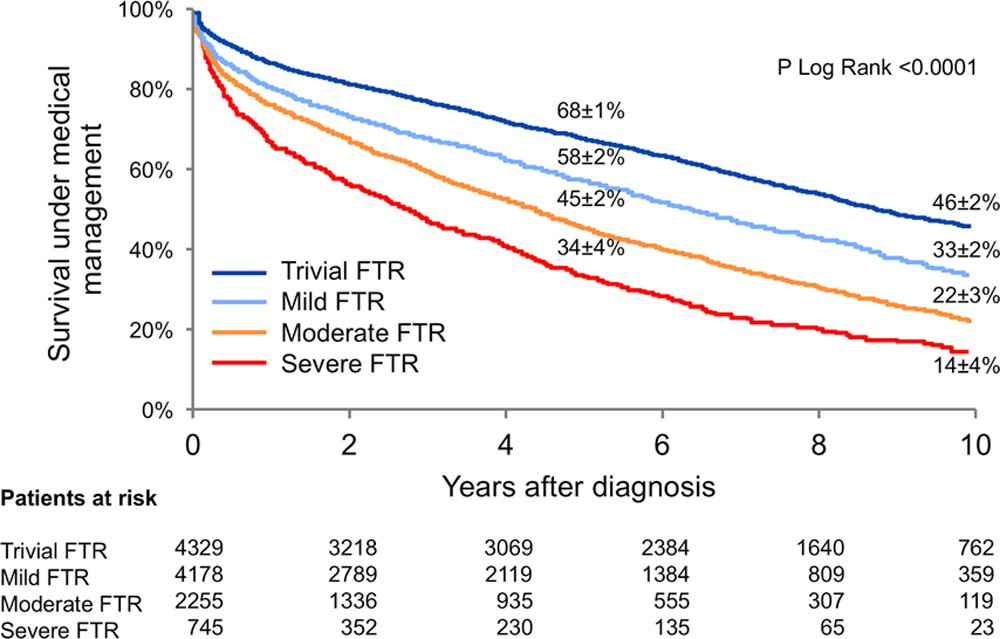 100%
80%
60%
40%
20%
0%
Survival under medical
management
P Log Rank <0.0001
68±1%
58±2%
45±2%
34±4%
46±2%
33±2%
22±3%
14±4%
Trivial FTR
Mild FTR
Moderate FTR
Severe FTR
0 2 4 6 8 10
Years after diagnosis
Patients at risk
Trivial FTR 4329 3218 3069 2384 1640 762
Mild FTR 4178 2789 2119 1384 809 359
Moderate FTR 2255 1336 935 555 307 119
Severe FTR 745 352 230 135 65 23